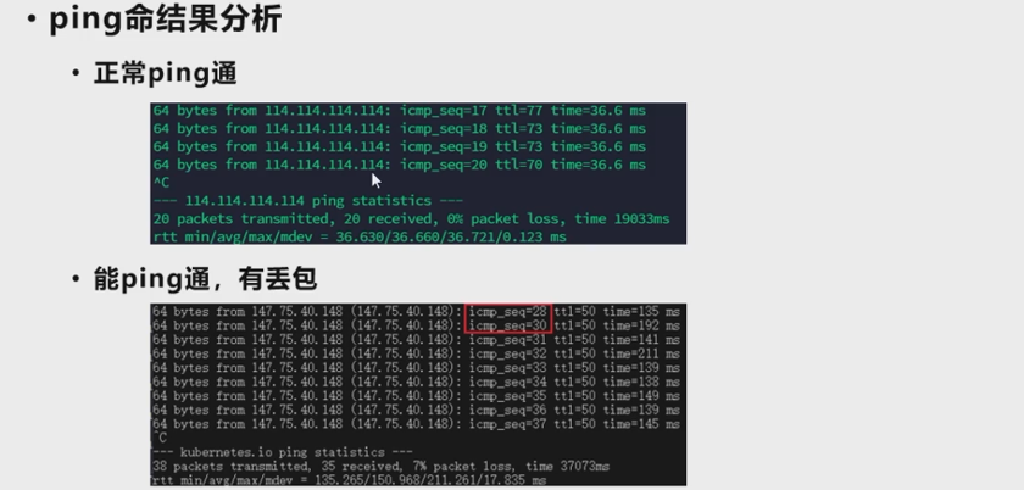 • ping命结果分析
• 正常ping通
64 bytes from 114.114.114.114: icmp_seq=17 ttl=77 time=36.6 ms
64 bytes from 114.114.114.114: icmp_seq=18 ttl=73 time=36.6 ms
64 bytes from 114.114.114.114: icmp_seq=19 ttl=73 time=36.6 ms
64 bytes from 114.114.114.114: icmp_seq=20 ttl=70 time=36.6 ms
^C
--- 114.114.114.114 ping statistics ---
20 packets transmitted, 20 received, 0% packet loss, time 19033ms
rtt min/avg/max/mdev = 36.630/36.660/36.721/0.123 ms
• 能ping通，有丢包
64 bytes from 147.75.40.148 (147.75.40.148): icmp_seq=28 ttl=50 time=135 ms
64 bytes from 147.75.40.148 (147.75.40.148): icmp_seq=30 ttl=50 time=192 ms
64 bytes from 147.75.40.148 (147.75.40.148): icmp_seq=31 ttl=50 time=141 ms
64 bytes from 147.75.40.148 (147.75.40.148): icmp_seq=32 ttl=50 time=211 ms
64 bytes from 147.75.40.148 (147.75.40.148): icmp_seq=33 ttl=50 time=139 ms
64 bytes from 147.75.40.148 (147.75.40.148): icmp_seq=34 ttl=50 time=138 ms
64 bytes from 147.75.40.148 (147.75.40.148): icmp_seq=35 ttl=50 time=149 ms
64 bytes from 147.75.40.148 (147.75.40.148): icmp_seq=36 ttl=50 time=139 ms
64 bytes from 147.75.40.148 (147.75.40.148): icmp_seq=37 ttl=50 time=145 ms
^C
--- kubernetes.io ping statistics ---
38 packets transmitted, 35 received, 7% packet loss, time 37073ms
rtt min/avg/max/mdev = 135.265/150.968/211.261/17.835 ms